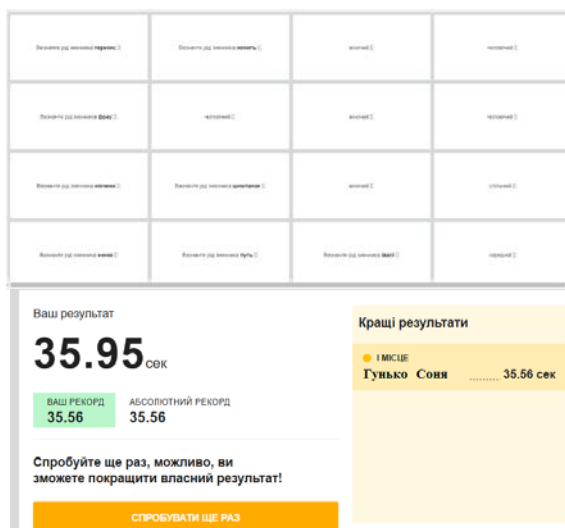 Визначте рід іменника
Визначте рід іменника
жіночий
чоловічий
Визначте рід іменника
чоловічий
жіночий
чоловічий
Визначте рід іменника
Визначте рід іменника
жіночий
спільний
Визначте рід іменника
Визначте рід іменника путь
Визначте рід іменника
середній
Ваш результат
35.95 сек
ВАШ РЕКОРД АБСОЛЮТНИЙ РЕКОРД
35.56 35.56
Спробуйте ще раз, можливо, ви
зможете покращити власний результат!
СПРОБУВАТИ ЩЕ РАЗ
Кращі результати
І МІСЦЕ
Гунько Соня ......... 35.56 сек